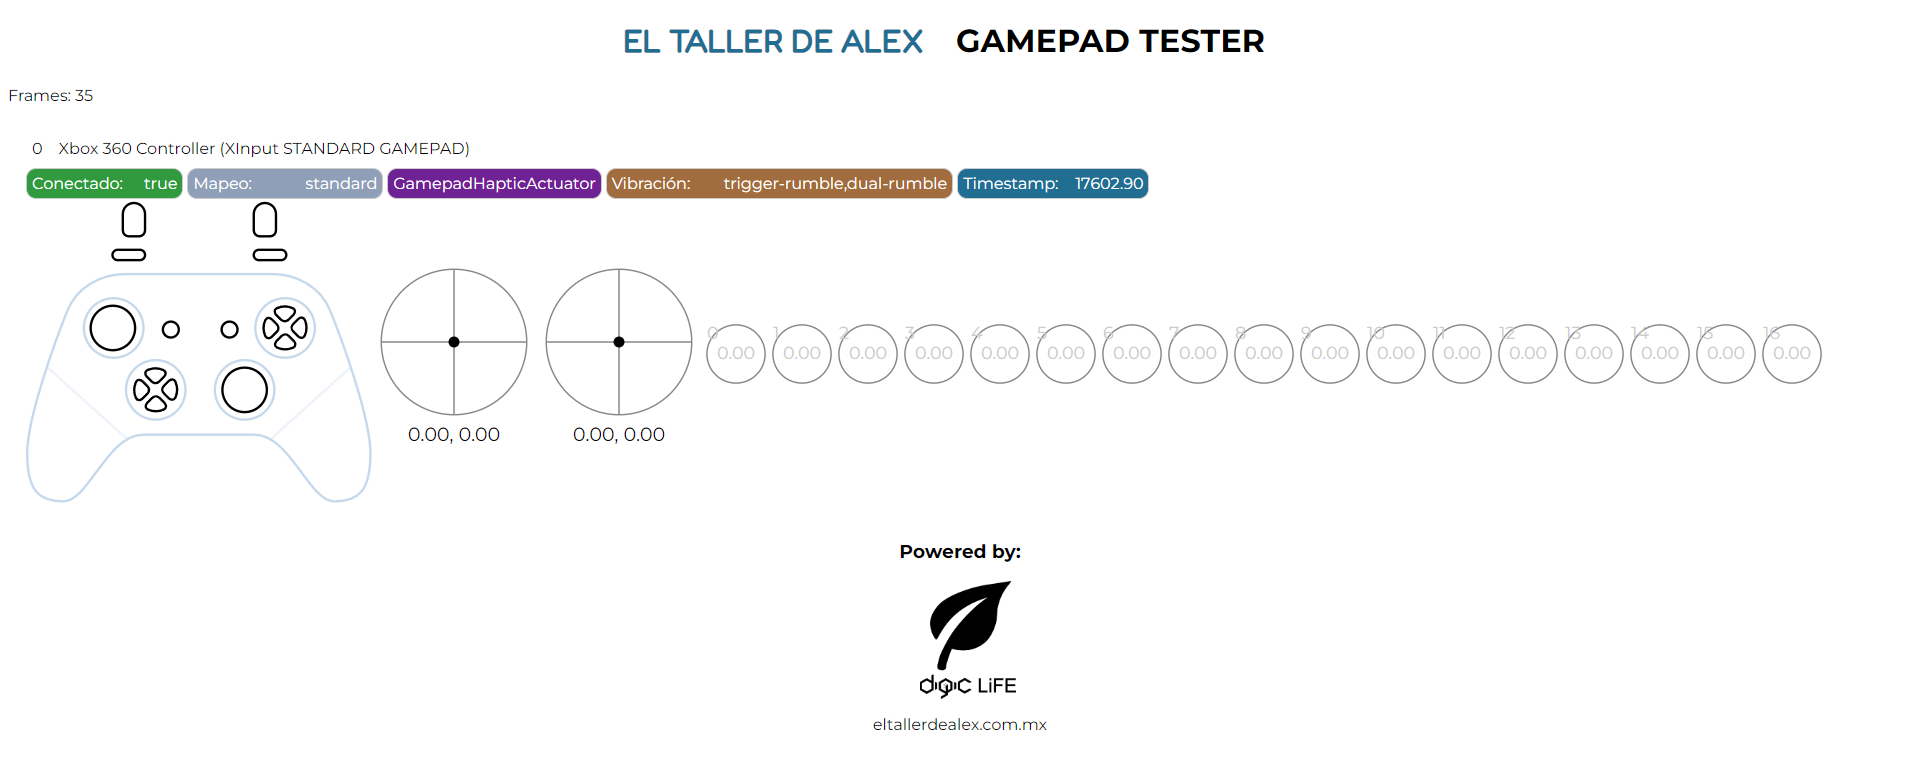 EL TALLER DE ALEX GAMEPAD TESTER
Frames: 35
0 Xbox 360 Controller (XInput STANDARD GAMEPAD)
Conectado: true Mapeo: standard GamepadHapticActuator Vibración: trigger-rumble,dual-rumble Timestamp: 17602.90
0 1 2 3 4 5 6 7 8 9 10 11 12 13 14 15 16
0.00 0.00 0.00 0.00 0.00 0.00 0.00 0.00 0.00 0.00 0.00 0.00 0.00 0.00 0.00 0.00 0.00
0.00, 0.00 0.00, 0.00
Powered by:
digic LiFE
eltallerdealex.com.mx